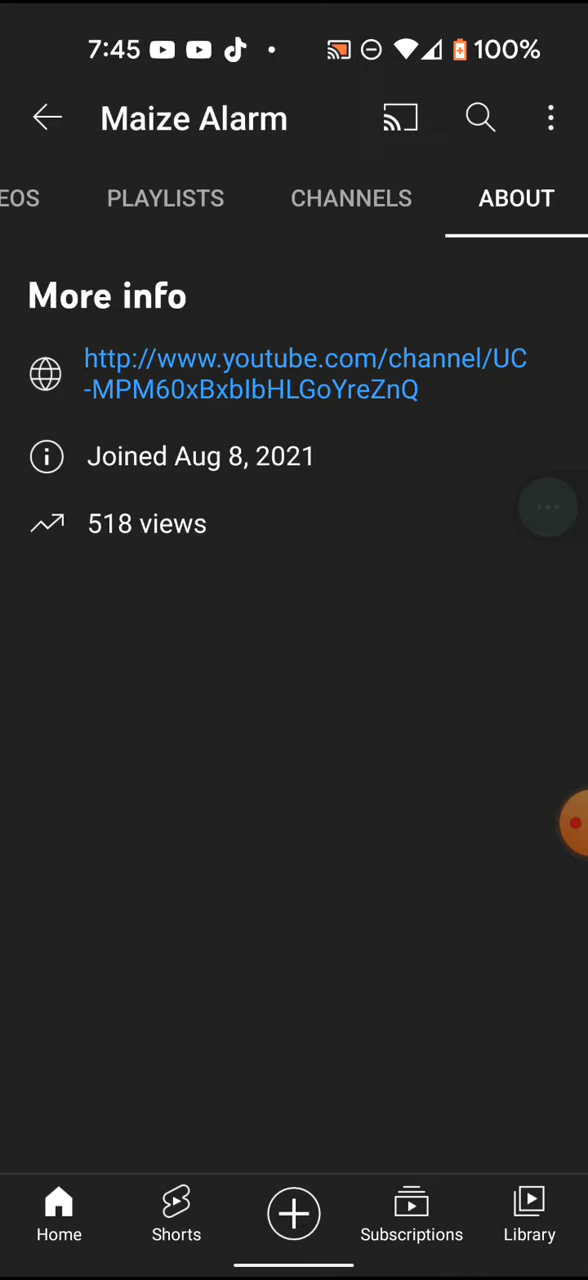 7:45 100%
Maize Alarm
EOS PLAYLISTS CHANNELS ABOUT
More info
http://www.youtube.com/channel/UC
-MPM60xBxbIbHLGoYreZnQ
Joined Aug 8, 2021
518 views
Home Shorts Subscriptions Library